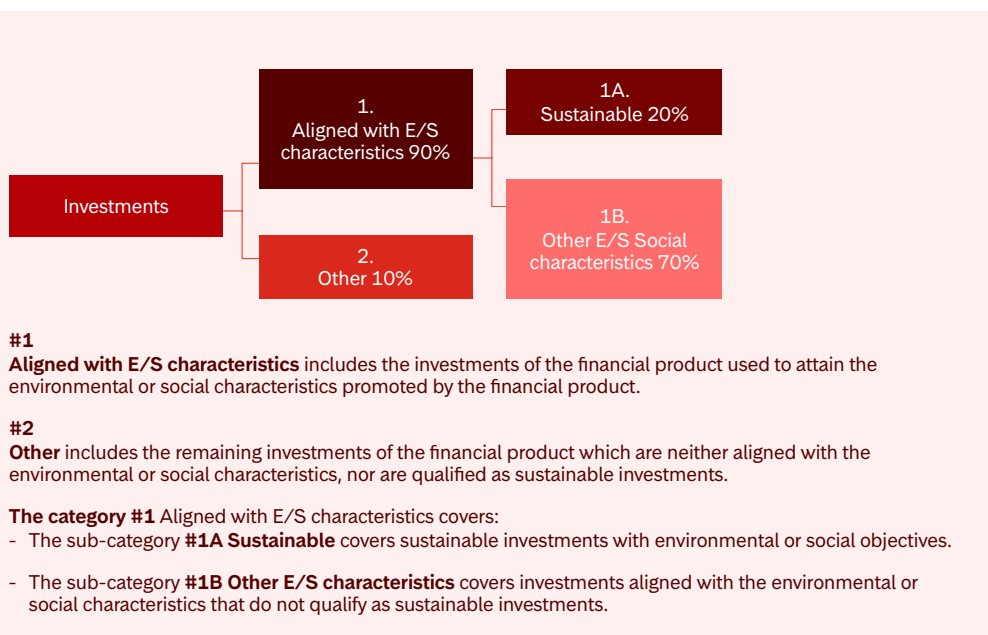 Investments
1.
Aligned with E/S
characteristics 90%
2.
Other 10%
1A.
Sustainable 20%
1B.
Other E/S Social
characteristics 70%
#1
Aligned with E/S characteristics includes the investments of the financial product used to attain the
environmental or social characteristics promoted by the financial product.
#2
Other includes the remaining investments of the financial product which are neither aligned with the
environmental or social characteristics, nor are qualified as sustainable investments.
The category #1 Aligned with E/S characteristics covers:
- The sub-category #1A Sustainable covers sustainable investments with environmental or social objectives.
- The sub-category #1B Other E/S characteristics covers investments aligned with the environmental or
social characteristics that do not qualify as sustainable investments.